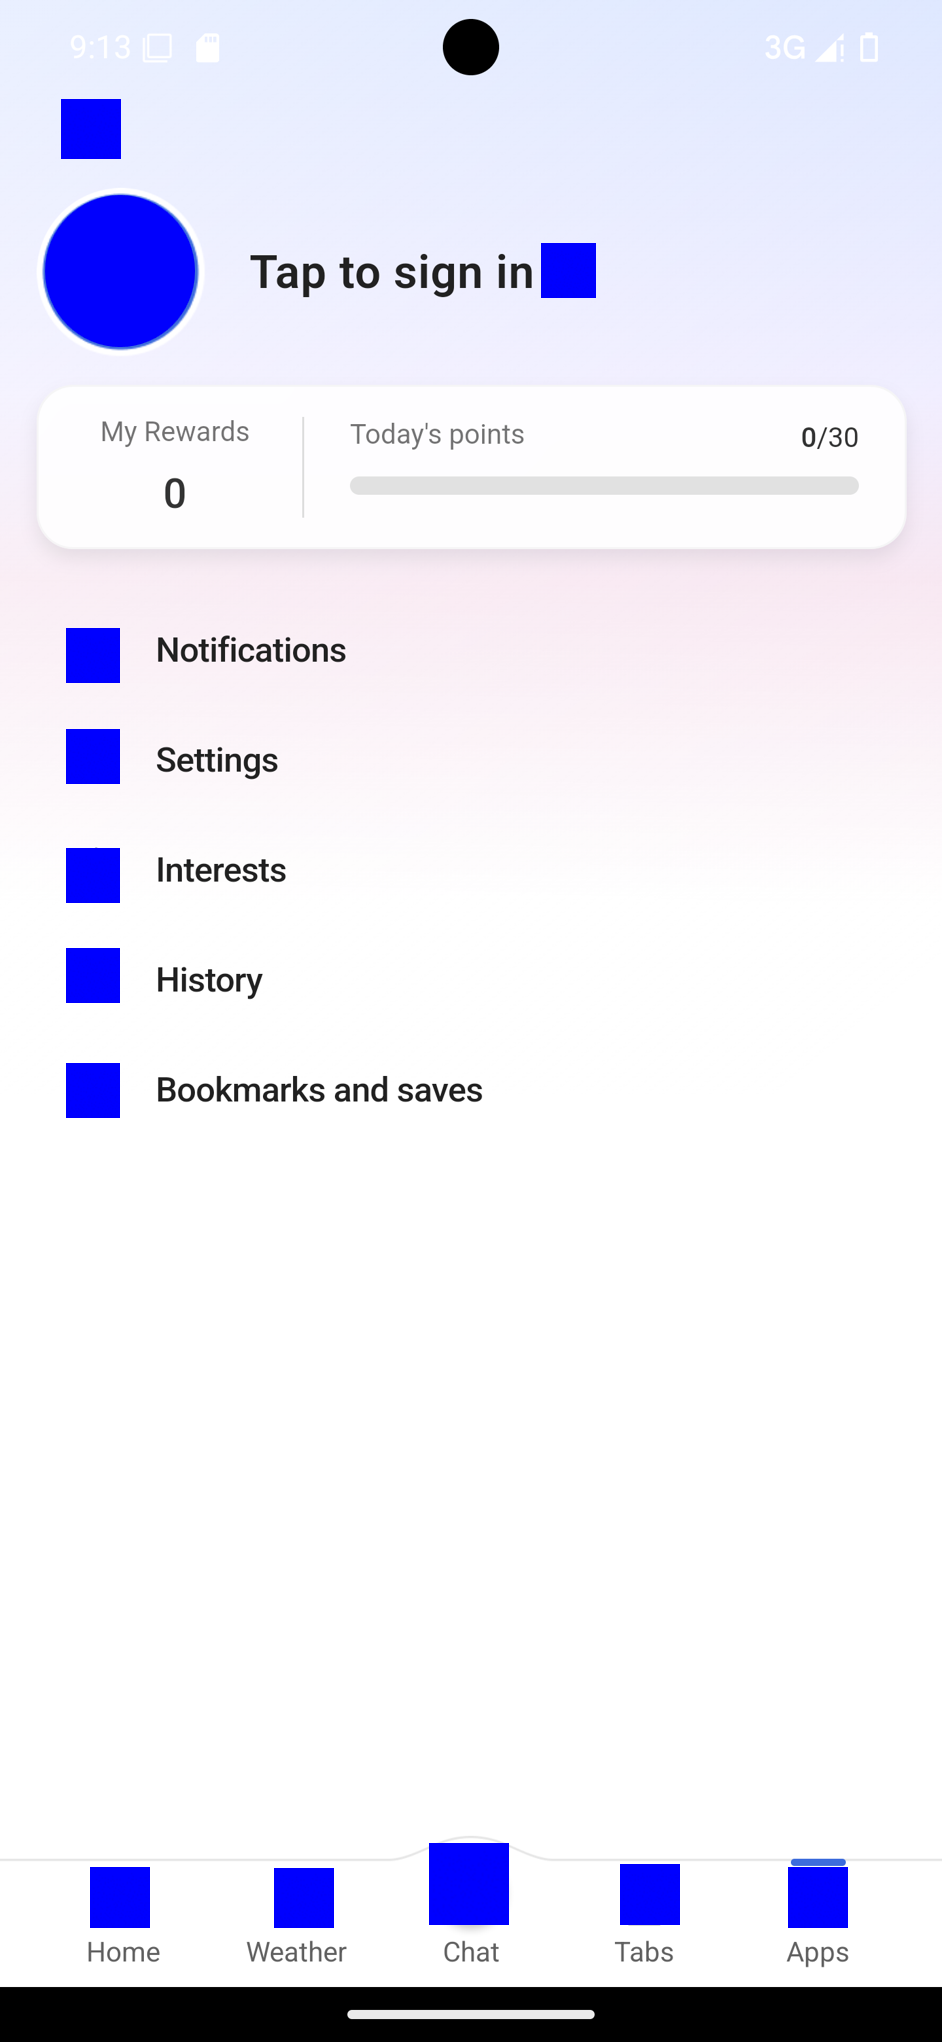 9:13
3G
Tap to sign in
My Rewards
Today's points
0/30
0
Notifications
Settings
Interests
History
Bookmarks and saves
Home
Weather
Chat
Tabs
Apps